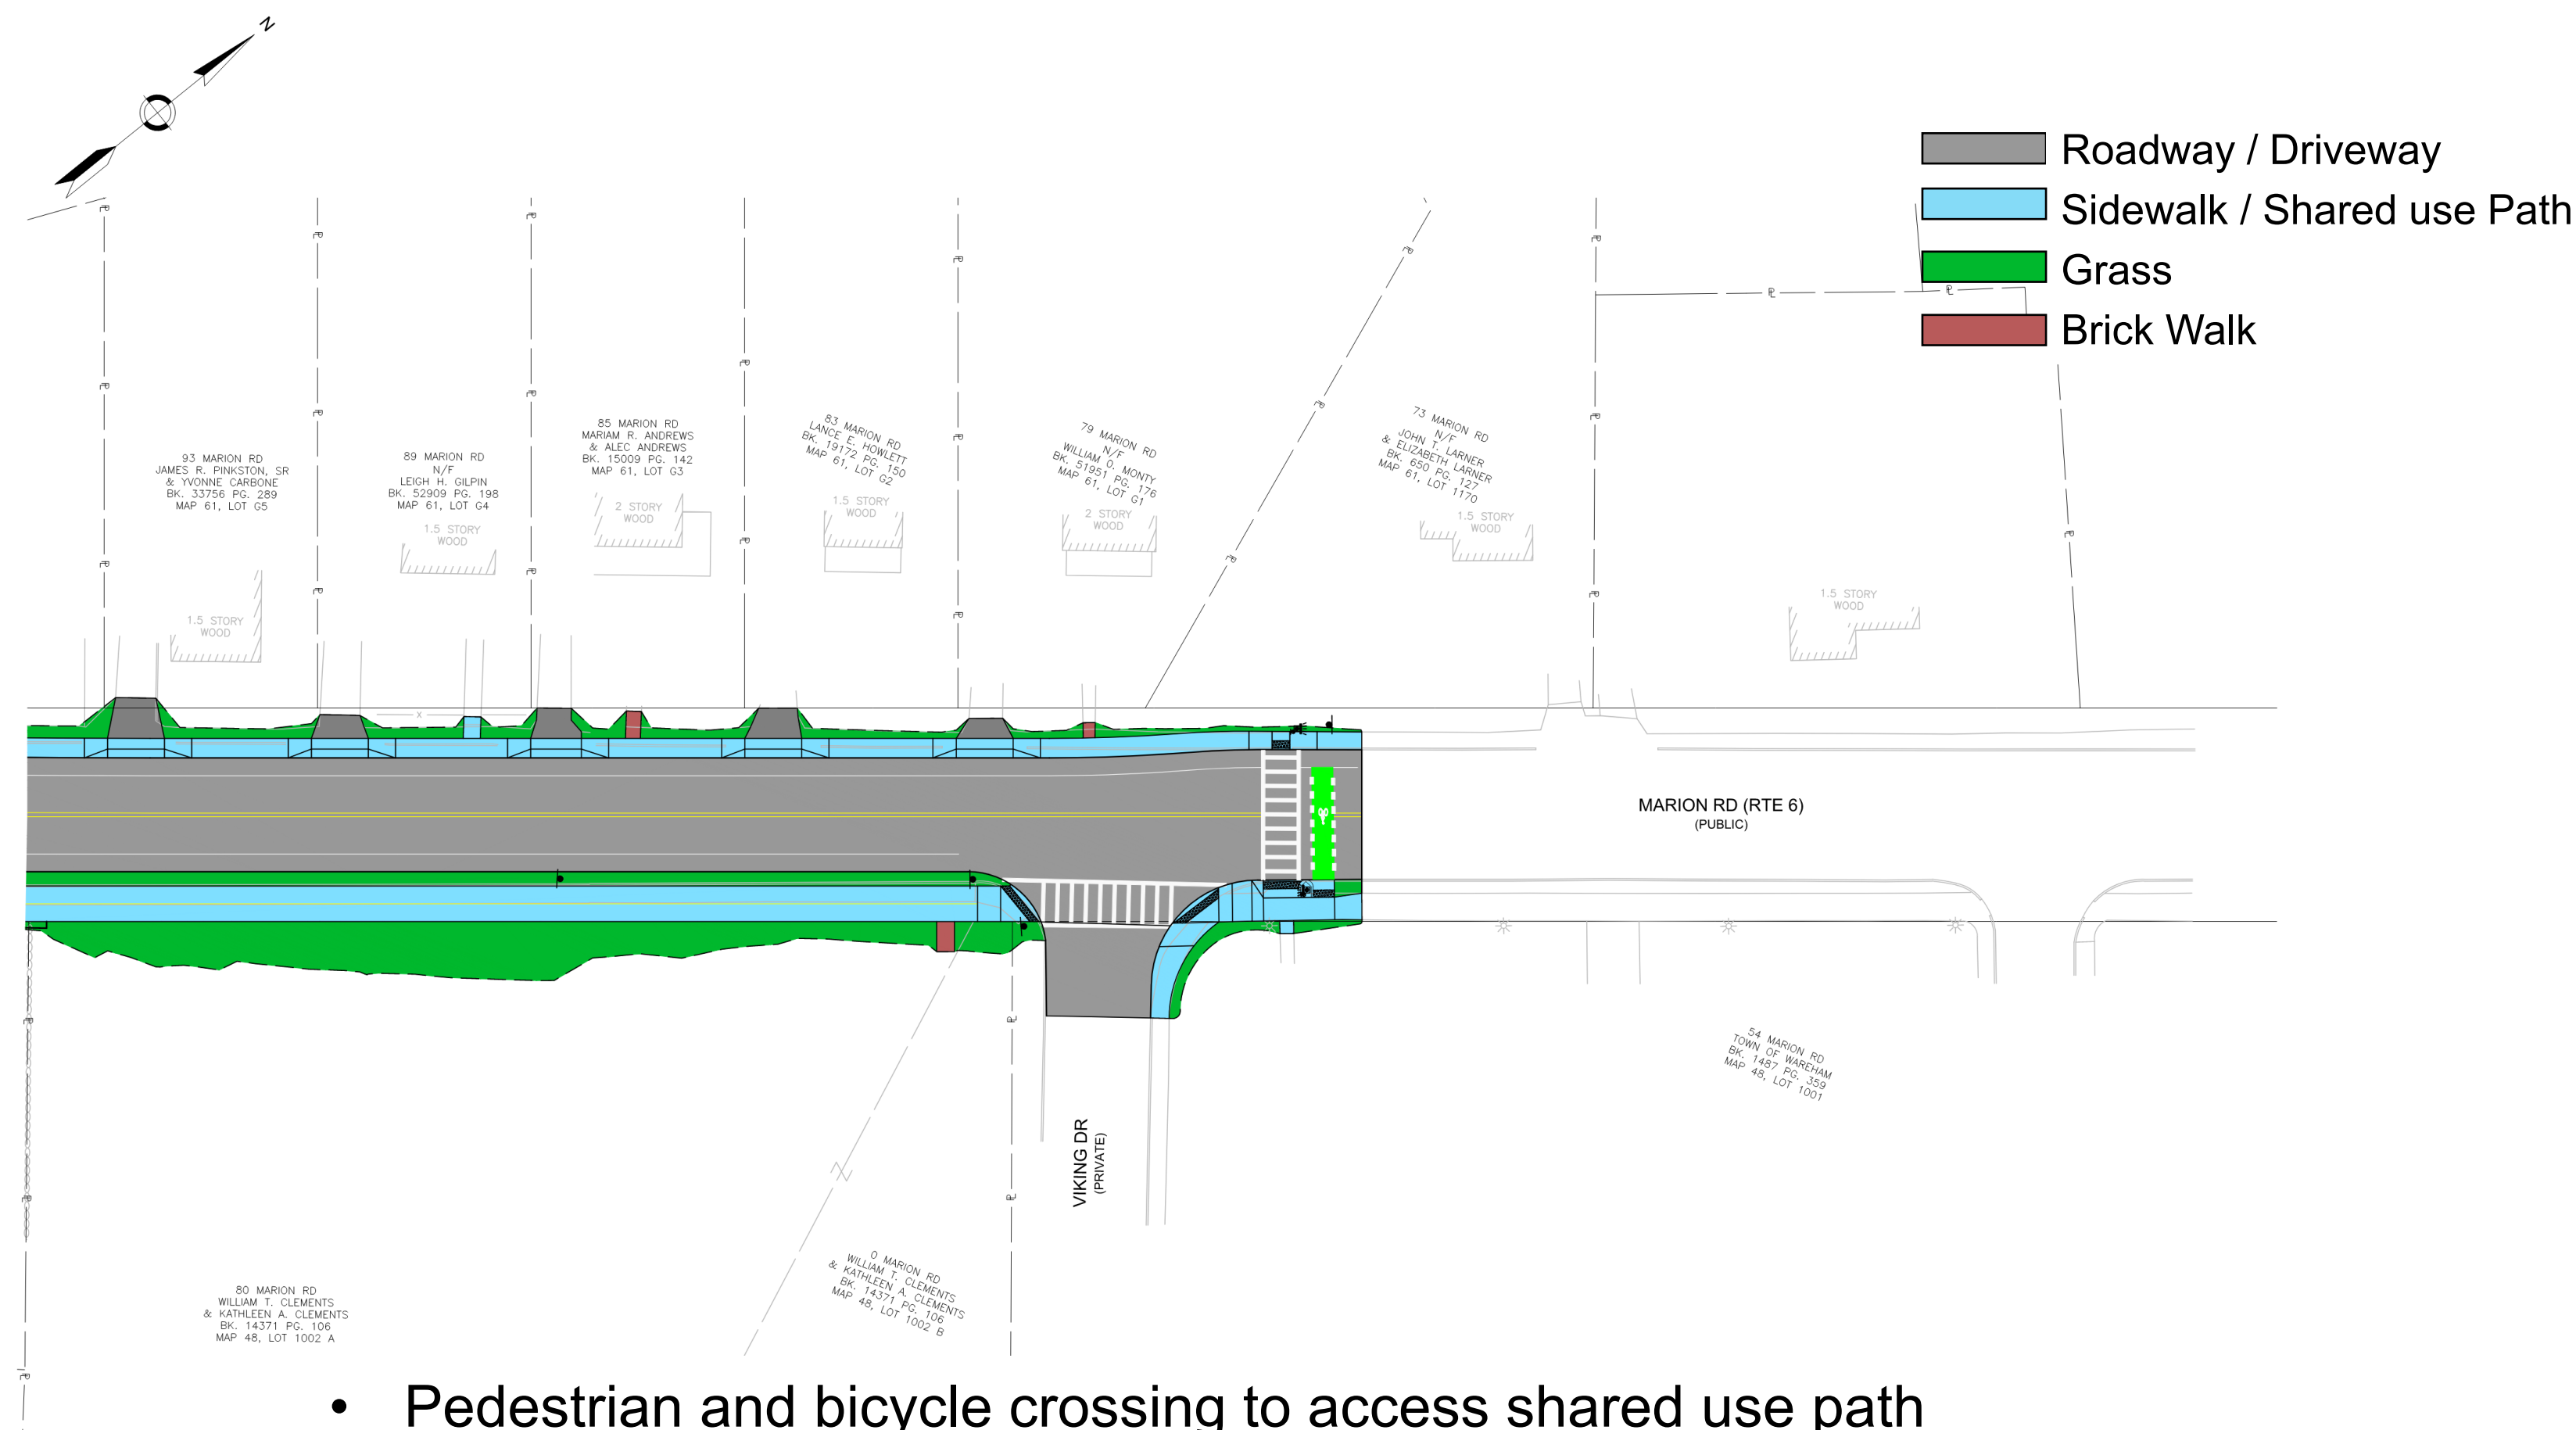 N
Roadway / Driveway
Sidewalk / Shared use Path
Grass
Brick Walk
93 MARION RD
JAMES R. PINKSTON, SR
& YVONNE CARBONE
BK. 33756 PG. 289
MAP 61, LOT G5
89 MARION RD
N/F
LEIGH H. GILPIN
BK. 52909 PG. 198
MAP 61, LOT G4
85 MARION RD
MARIAM R. ANDREWS
& ALEC ANDREWS
BK. 15009 PG. 142
MAP 61, LOT G3
83 MARION RD
LANCE E. HOWLETT
BK. 19172 PG. 150
MAP 61, LOT G2
79 MARION RD
N/F
WILLIAM O. MONTY
BK. 51951 PG. 176
MAP 61, LOT G1
73 MARION RD
N/F
JOHN T. LARNER
& ELIZABETH LARNER
BK. 650 PG. 127
MAP 61, LOT 1170
1.5 STORY
WOOD
1.5 STORY
WOOD
2 STORY
WOOD
1.5 STORY
WOOD
2 STORY
WOOD
1.5 STORY
WOOD
1.5 STORY
WOOD
MARION RD (RTE 6)
(PUBLIC)
VIKING DR
(PRIVATE)
54 MARION RD
TOWN OF WAREHAM
BK. 1487 PG. 359
MAP 48, LOT 1001
80 MARION RD
WILLIAM T. CLEMENTS
& KATHLEEN A. CLEMENTS
BK. 14371 PG. 106
MAP 48, LOT 1002 A
0 MARION RD
WILLIAM T. CLEMENTS
& KATHLEEN A. CLEMENTS
BK. 14371 PG. 106
MAP 48, LOT 1002 B
• Pedestrian and bicycle crossing to access shared use path